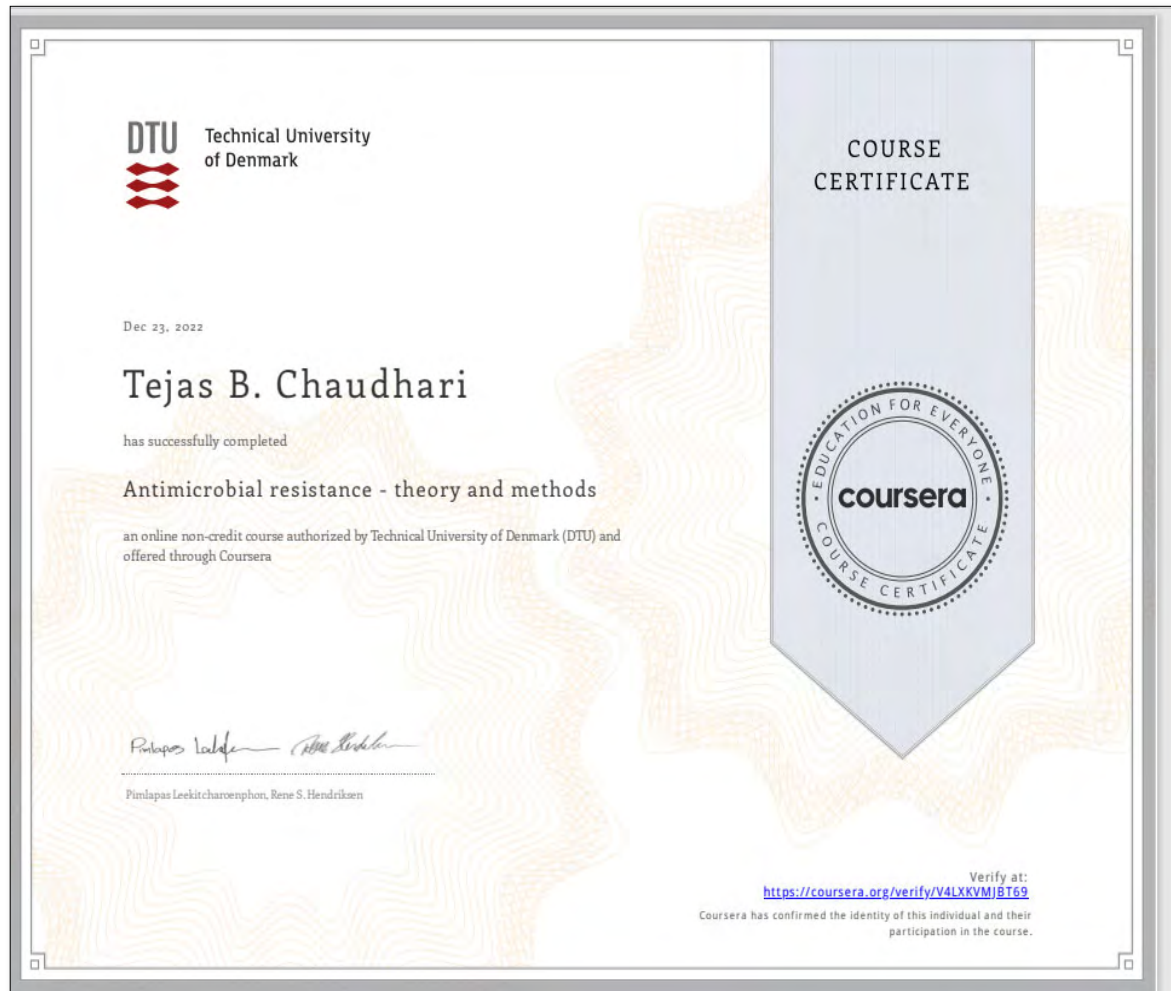 DTU
Technical University
of Denmark
COURSE
CERTIFICATE
Dec 23, 2022
Tejas B. Chaudhari
has successfully completed
Antimicrobial resistance - theory and methods
an online non-credit course authorized by Technical University of Denmark (DTU) and
offered through Coursera
EDUCATION FOR EVERYONE
coursera
COURSE CERTIFICATE
Pimlapas Leekitcharoenphon, Rene S. Hendriksen
Verify at:
https://coursera.org/verify/V4LXKVMJBT69
Coursera has confirmed the identity of this individual and their
participation in the course.